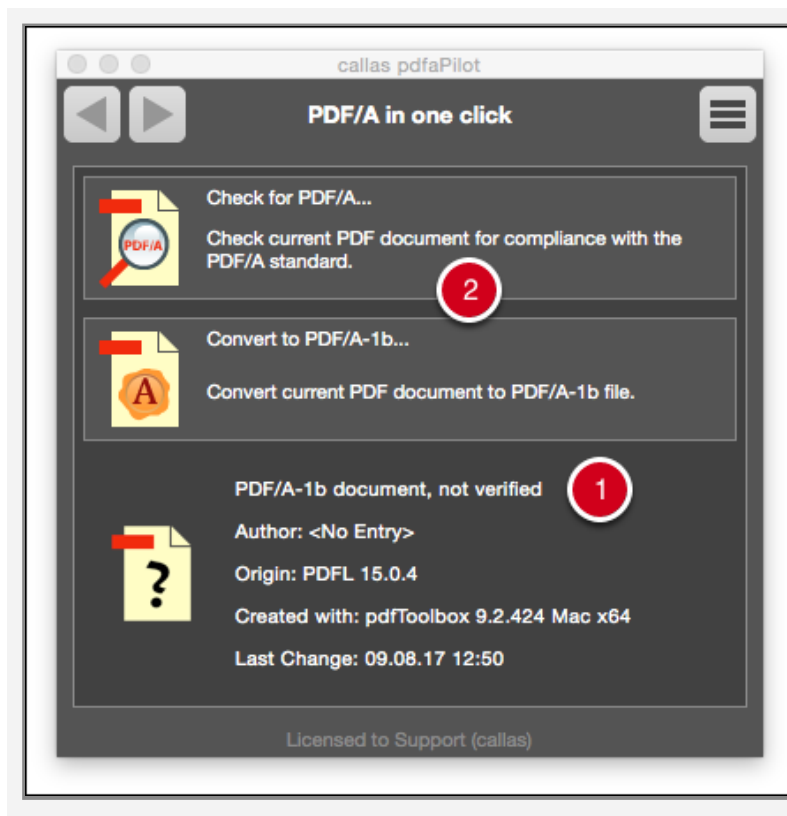 callas pdfaPilot
PDF/A in one click
Check for PDF/A...
PDF/A
Check current PDF document for compliance with the
PDF/A standard.
2
Convert to PDF/A-1b...
A
Convert current PDF document to PDF/A-1b file.
PDF/A-1b document, not verified
1
Author: <No Entry>
?
Origin: PDFL 15.0.4
Created with: pdfToolbox 9.2.424 Mac x64
Last Change: 09.08.17 12:50
Licensed to Support (callas)